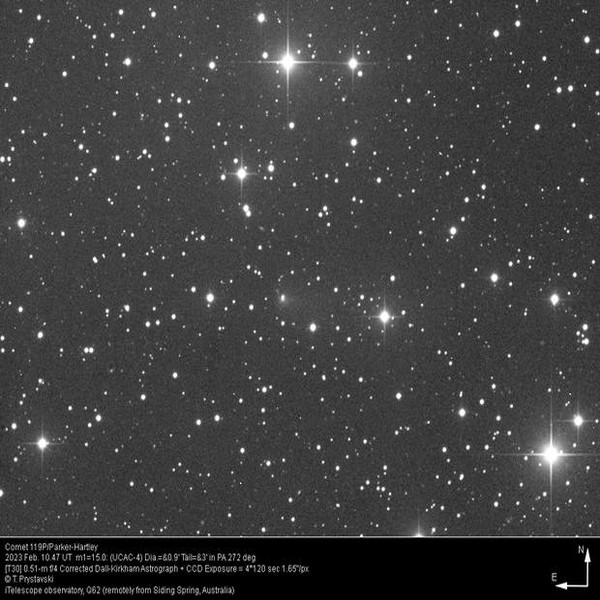 Comet 119P/Parker-Hartley
2023 Feb. 10.47 UT m1=15.0: (UCAC-4) Dia.=&0.9' Tail=&3' in PA 272 deg
[T30] 0.51-m f/4 Corrected Dall-Kirkham Astrograph + CCD Exposure = 4*120 sec 1.65"/px
© T. Prystavski
iTelescope observatory, Q62 (remotely from Siding Spring, Australia)
N
E